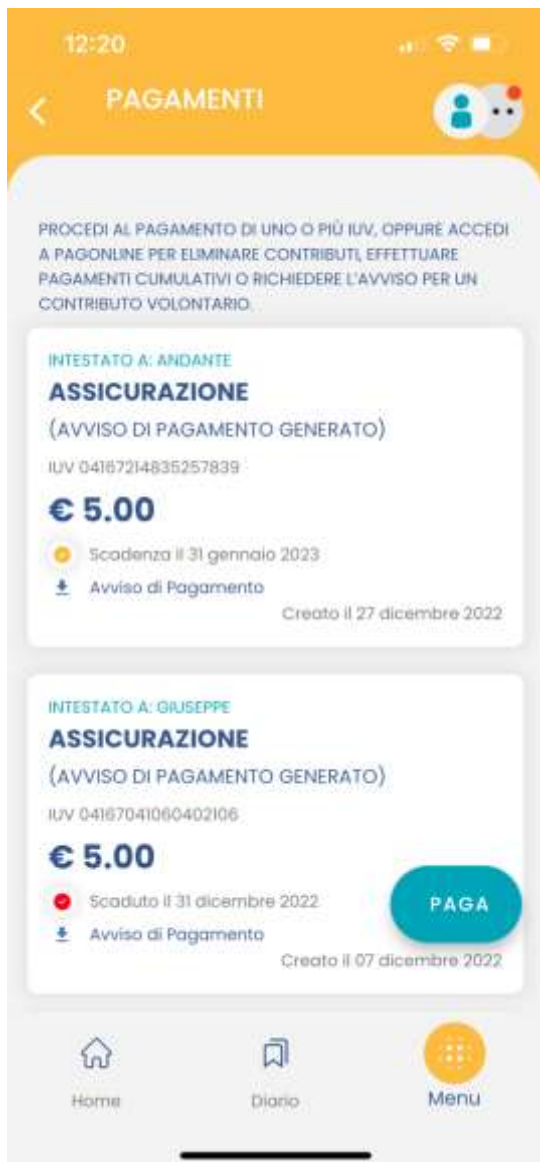 12:20
PAGAMENTI
PROCEDI AL PAGAMENTO DI UNO O PIÙ IUV, OPPURE ACCEDI
A PAGONLINE PER ELIMINARE CONTRIBUTI, EFFETTUARE
PAGAMENTI CUMULATIVI O RICHIEDERE L'AVVISO PER UN
CONTRIBUTO VOLONTARIO.
INTESTATO A: ANDANTE
ASSICURAZIONE
(AVVISO DI PAGAMENTO GENERATO)
IUV 04167214835257839
€ 5.00
Scadenza il 31 gennaio 2023
Avviso di Pagamento
Creato il 27 dicembre 2022
INTESTATO A: GIUSEPPE
ASSICURAZIONE
(AVVISO DI PAGAMENTO GENERATO)
IUV 04167041060402106
€ 5.00
Scaduto il 31 dicembre 2022
PAGA
Avviso di Pagamento
Creato il 07 dicembre 2022
Home
Diario
Menu